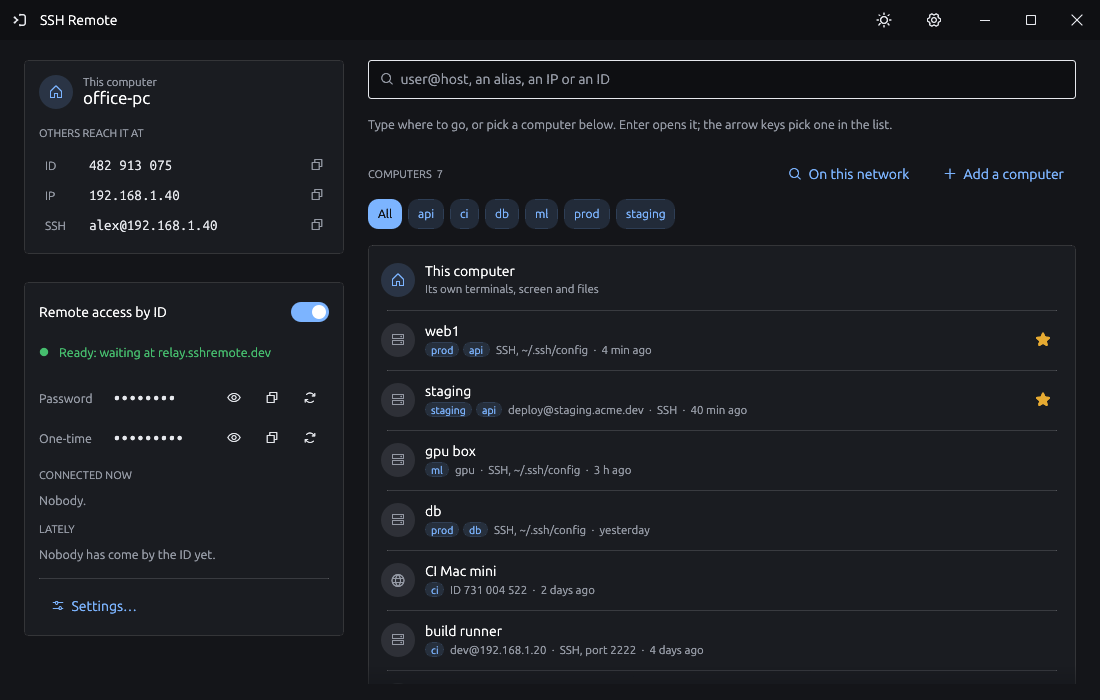 SSH Remote
This computer
office-pc
OTHERS REACH IT AT
ID 482 913 075
IP 192.168.1.40
SSH alex@192.168.1.40
Remote access by ID
Ready: waiting at relay.sshremote.dev
Password ••••••••
One-time •••••••••
CONNECTED NOW
Nobody.
LATELY
Nobody has come by the ID yet.
Settings…
user@host, an alias, an IP or an ID
Type where to go, or pick a computer below. Enter opens it; the arrow keys pick one in the list.
COMPUTERS 7
On this network
Add a computer
All api ci db ml prod staging
This computer
Its own terminals, screen and files
web1
prod api SSH, ~/.ssh/config · 4 min ago
staging
staging api deploy@staging.acme.dev · SSH · 40 min ago
gpu box
ml gpu · SSH, ~/.ssh/config · 3 h ago
db
prod db SSH, ~/.ssh/config · yesterday
CI Mac mini
ci ID 731 004 522 · 2 days ago
build runner
ci dev@192.168.1.20 · SSH, port 2222 · 4 days ago